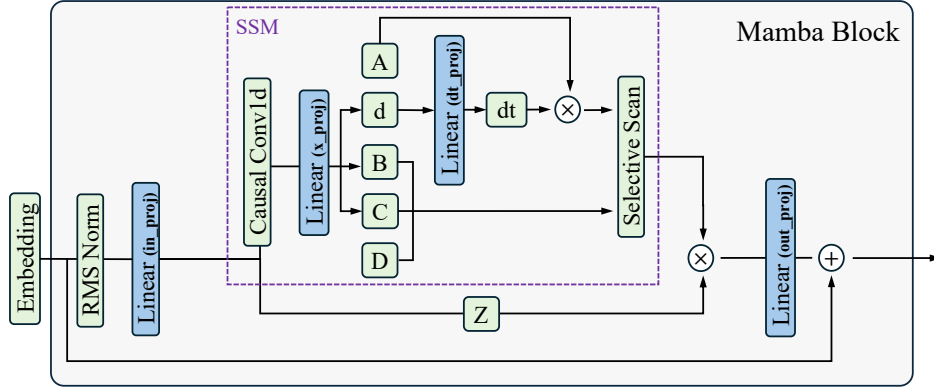 SSM
Mamba Block
A
d
dt
×
B
C
D
Embedding
RMS Norm
Linear (in_proj)
Causal Conv1d
Linear (x_proj)
Linear (dt_proj)
Selective Scan
×
Z
Linear (out_proj)
+